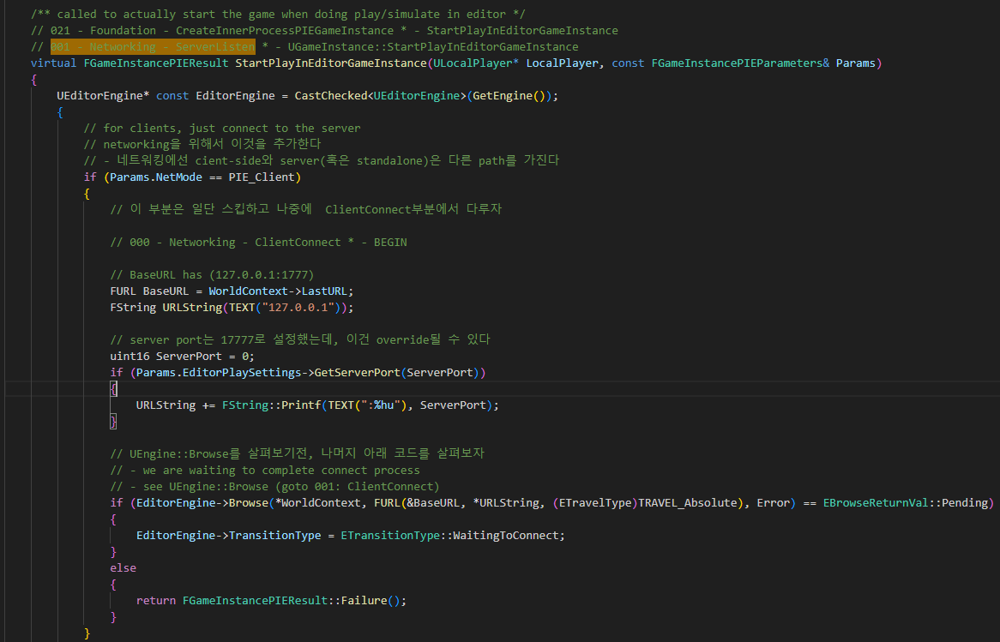 /** called to actually start the game when doing play/simulate in editor */
// 021 - Foundation - CreateInnerProcessPIEGameInstance * - StartPlayInEditorGameInstance
// 001 - Networking - ServerListen * - UGameInstance::StartPlayInEditorGameInstance
virtual FGameInstancePIEResult StartPlayInEditorGameInstance(ULocalPlayer* LocalPlayer, const FGameInstancePIEParameters& Params)
{
UEditorEngine* const EditorEngine = CastChecked<UEditorEngine>(GetEngine());
{
// for clients, just connect to the server
// networking을 위해서 이것을 추가한다
// - 네트워킹에선 cient-side와 server(혹은 standalone)은 다른 path를 가진다
if (Params.NetMode == PIE_Client)
{
// 이 부분은 일단 스킵하고 나중에  ClientConnect부분에서 다루자
// 000 - Networking - ClientConnect * - BEGIN
// BaseURL has (127.0.0.1:1777)
FURL BaseURL = WorldContext->LastURL;
FString URLString(TEXT("127.0.0.1"));
// server port는 17777로 설정했는데, 이건 override될 수 있다
uint16 ServerPort = 0;
if (Params.EditorPlaySettings->GetServerPort(ServerPort))
{
URLString += FString::Printf(TEXT(":%hu"), ServerPort);
}
// UEngine::Browse를 살펴보기전, 나머지 아래 코드를 살펴보자
// - we are waiting to complete connect process
// - see UEngine::Browse (goto 001: ClientConnect)
if (EditorEngine->Browse(*WorldContext, FURL(&BaseURL, *URLString, (ETravelType)TRAVEL_Absolute), Error) == EBrowseReturnVal::Pending)
{
EditorEngine->TransitionType = ETransitionType::WaitingToConnect;
}
else
{
return FGameInstancePIEResult::Failure();
}
}